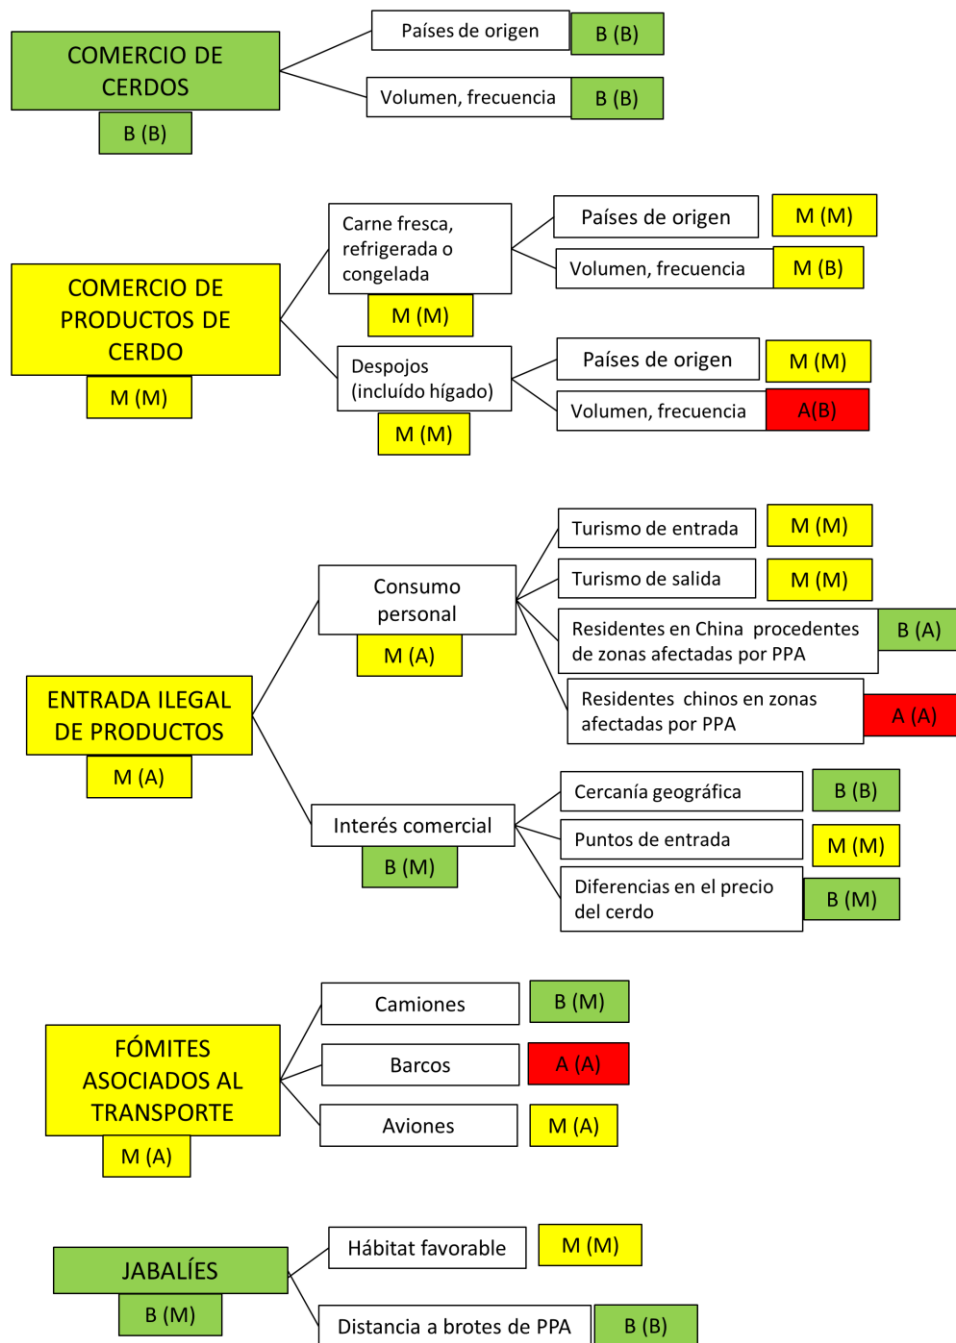 COMERCIO DE
CERDOS
B (B)
Países de origen
B (B)
Volumen, frecuencia
B (B)
COMERCIO DE
PRODUCTOS DE
CERDO
M (M)
Carne fresca,
refrigerada o
congelada
M (M)
Países de origen
M (M)
Volumen, frecuencia
M (B)
Despojos
(incluído hígado)
M (M)
Países de origen
M (M)
Volumen, frecuencia
A(B)
ENTRADA ILEGAL
DE PRODUCTOS
M (A)
Consumo
personal
M (A)
Turismo de entrada
M (M)
Turismo de salida
M (M)
Residentes en China procedentes
de zonas afectadas por PPA
B (A)
Residentes chinos en zonas
afectadas por PPA
A (A)
Interés comercial
B (M)
Cercanía geográfica
B (B)
Puntos de entrada
M (M)
Diferencias en el precio
del cerdo
B (M)
FÓMITES
ASOCIADOS AL
TRANSPORTE
M (A)
Camiones
B (M)
Barcos
A (A)
Aviones
M (A)
JABALÍES
B (M)
Hábitat favorable
M (M)
Distancia a brotes de PPA
B (B)